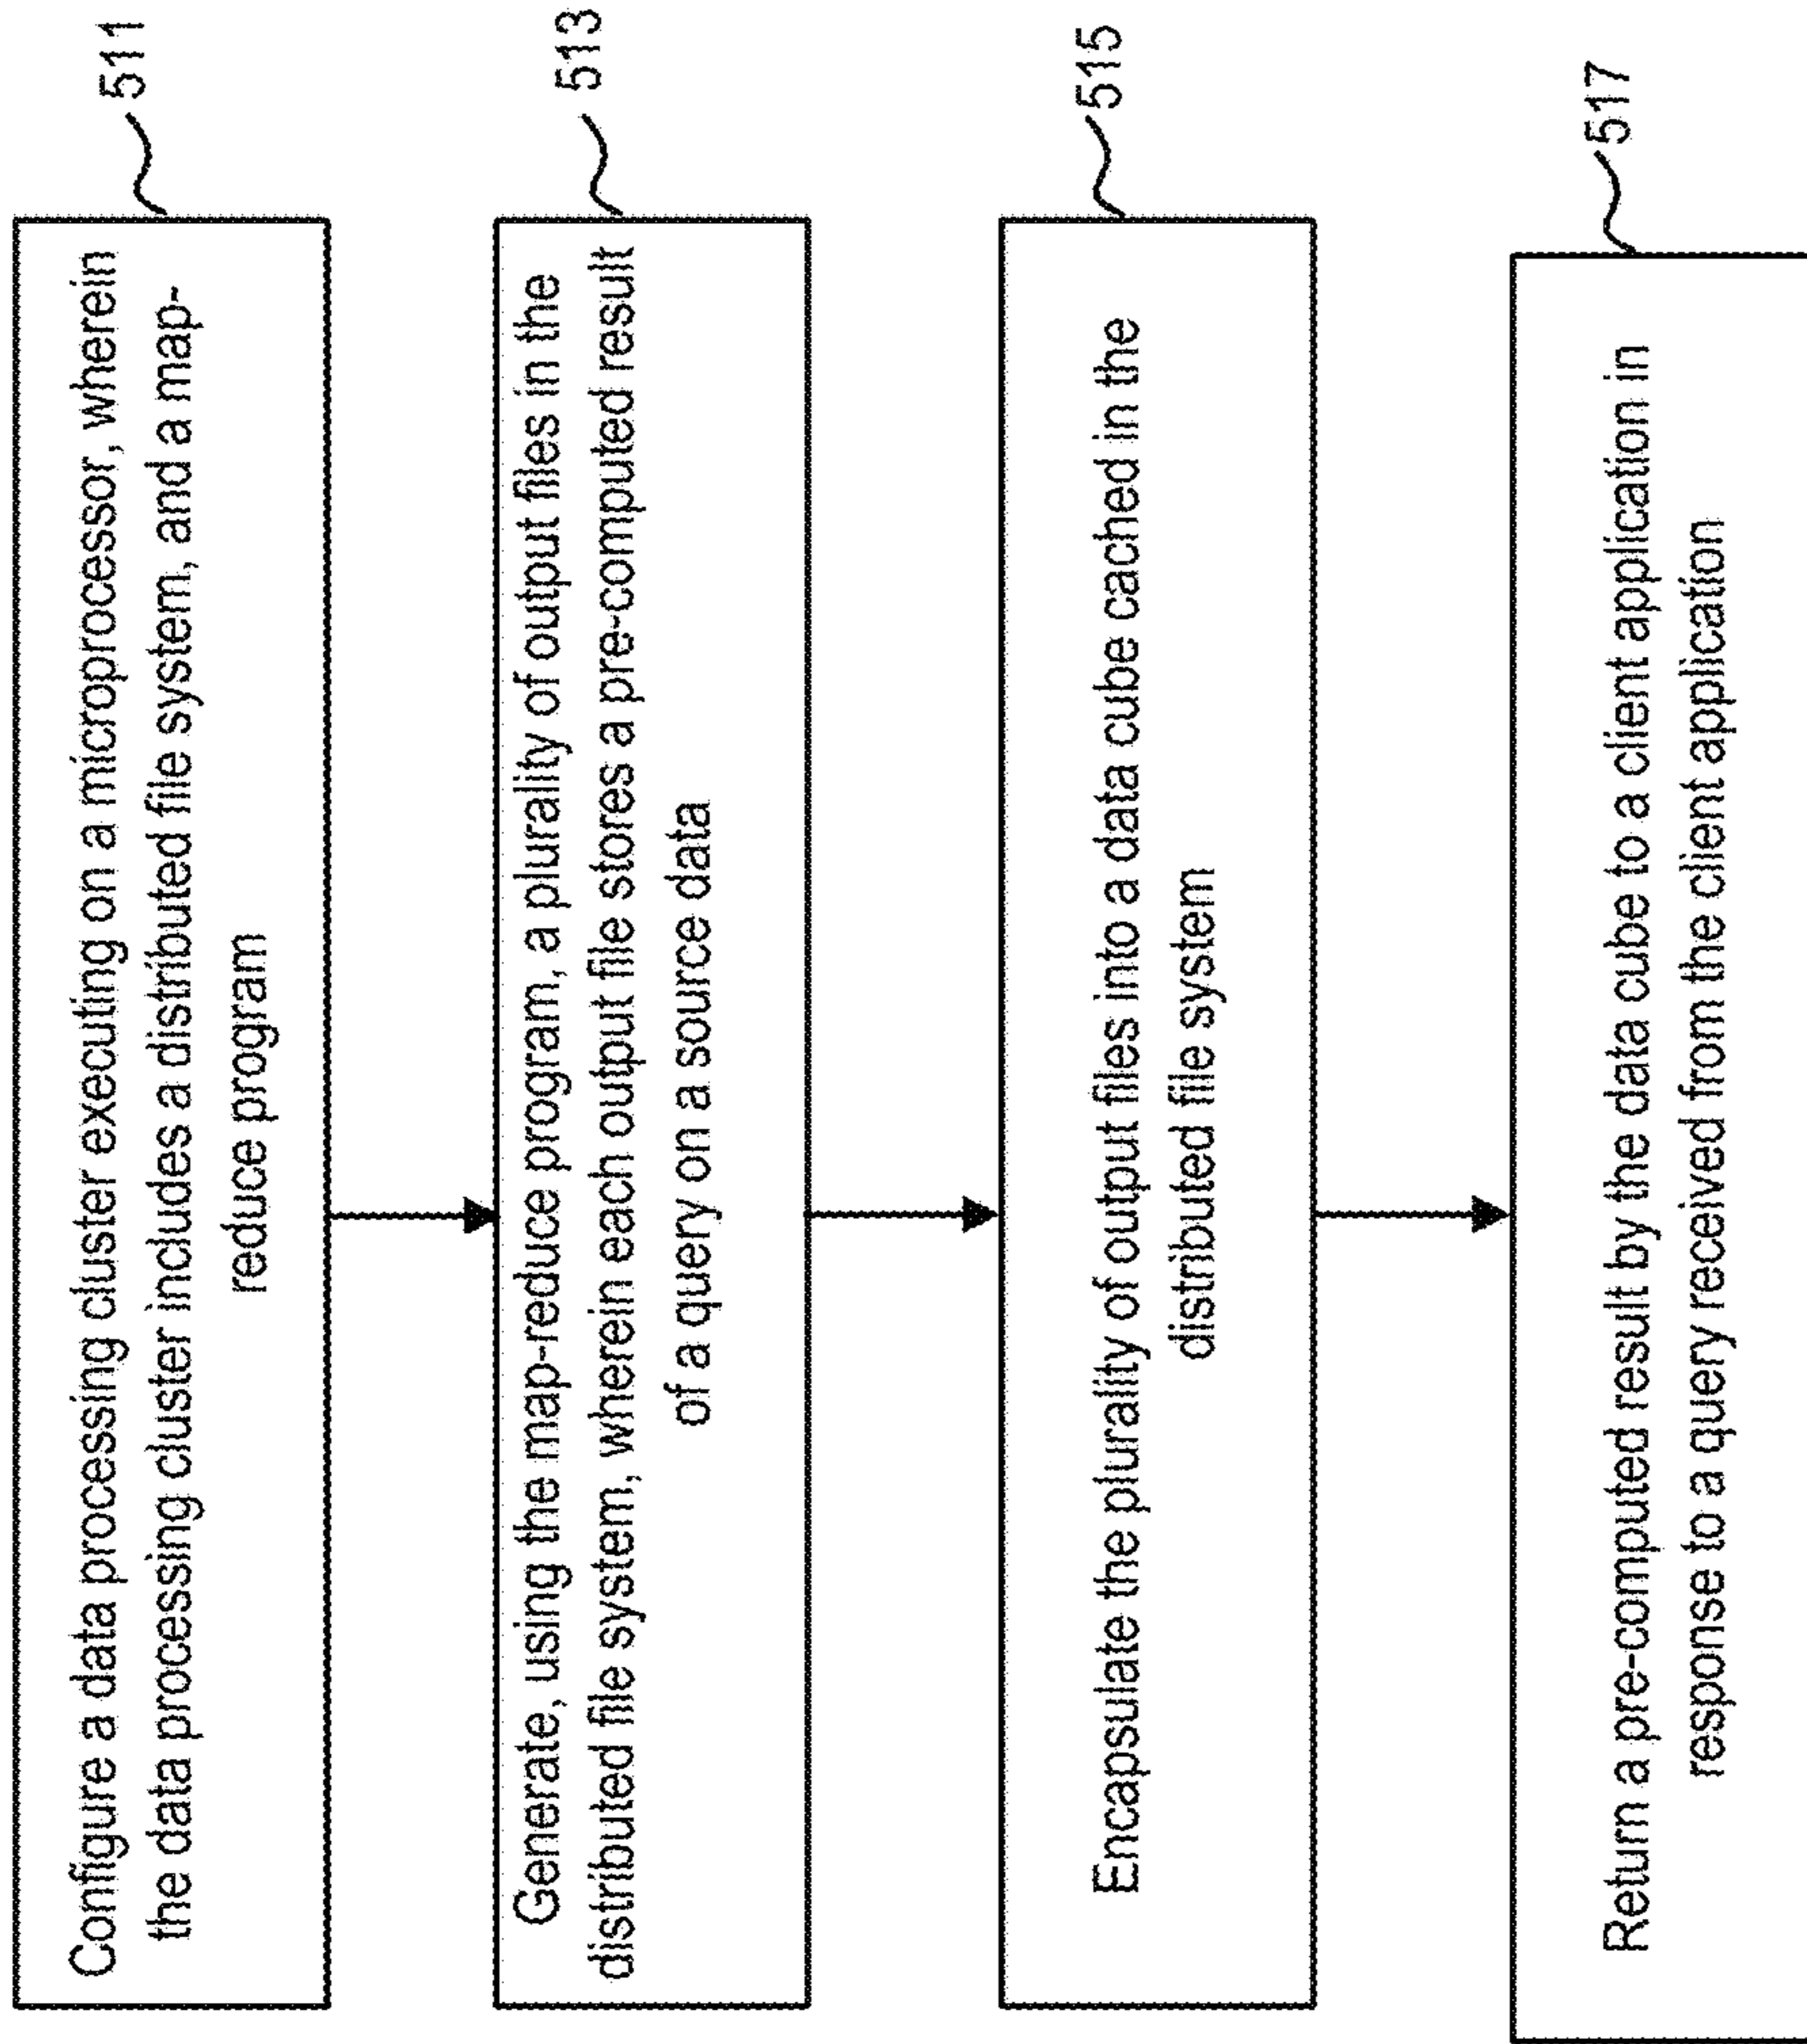 Configure a data processing cluster executing on a microprocessor, wherein
the data processing cluster includes a distributed file system, and a map-
reduce program
511
Generate, using the map-reduce program, a plurality of output files in the
distributed file system, wherein each output file stores a pre-computed result
of a query on a source data
513
Encapsulate the plurality of output files into a data cube cached in the
distributed file system
515
Return a pre-computed result by the data cube to a client application in
response to a query received from the client application
517